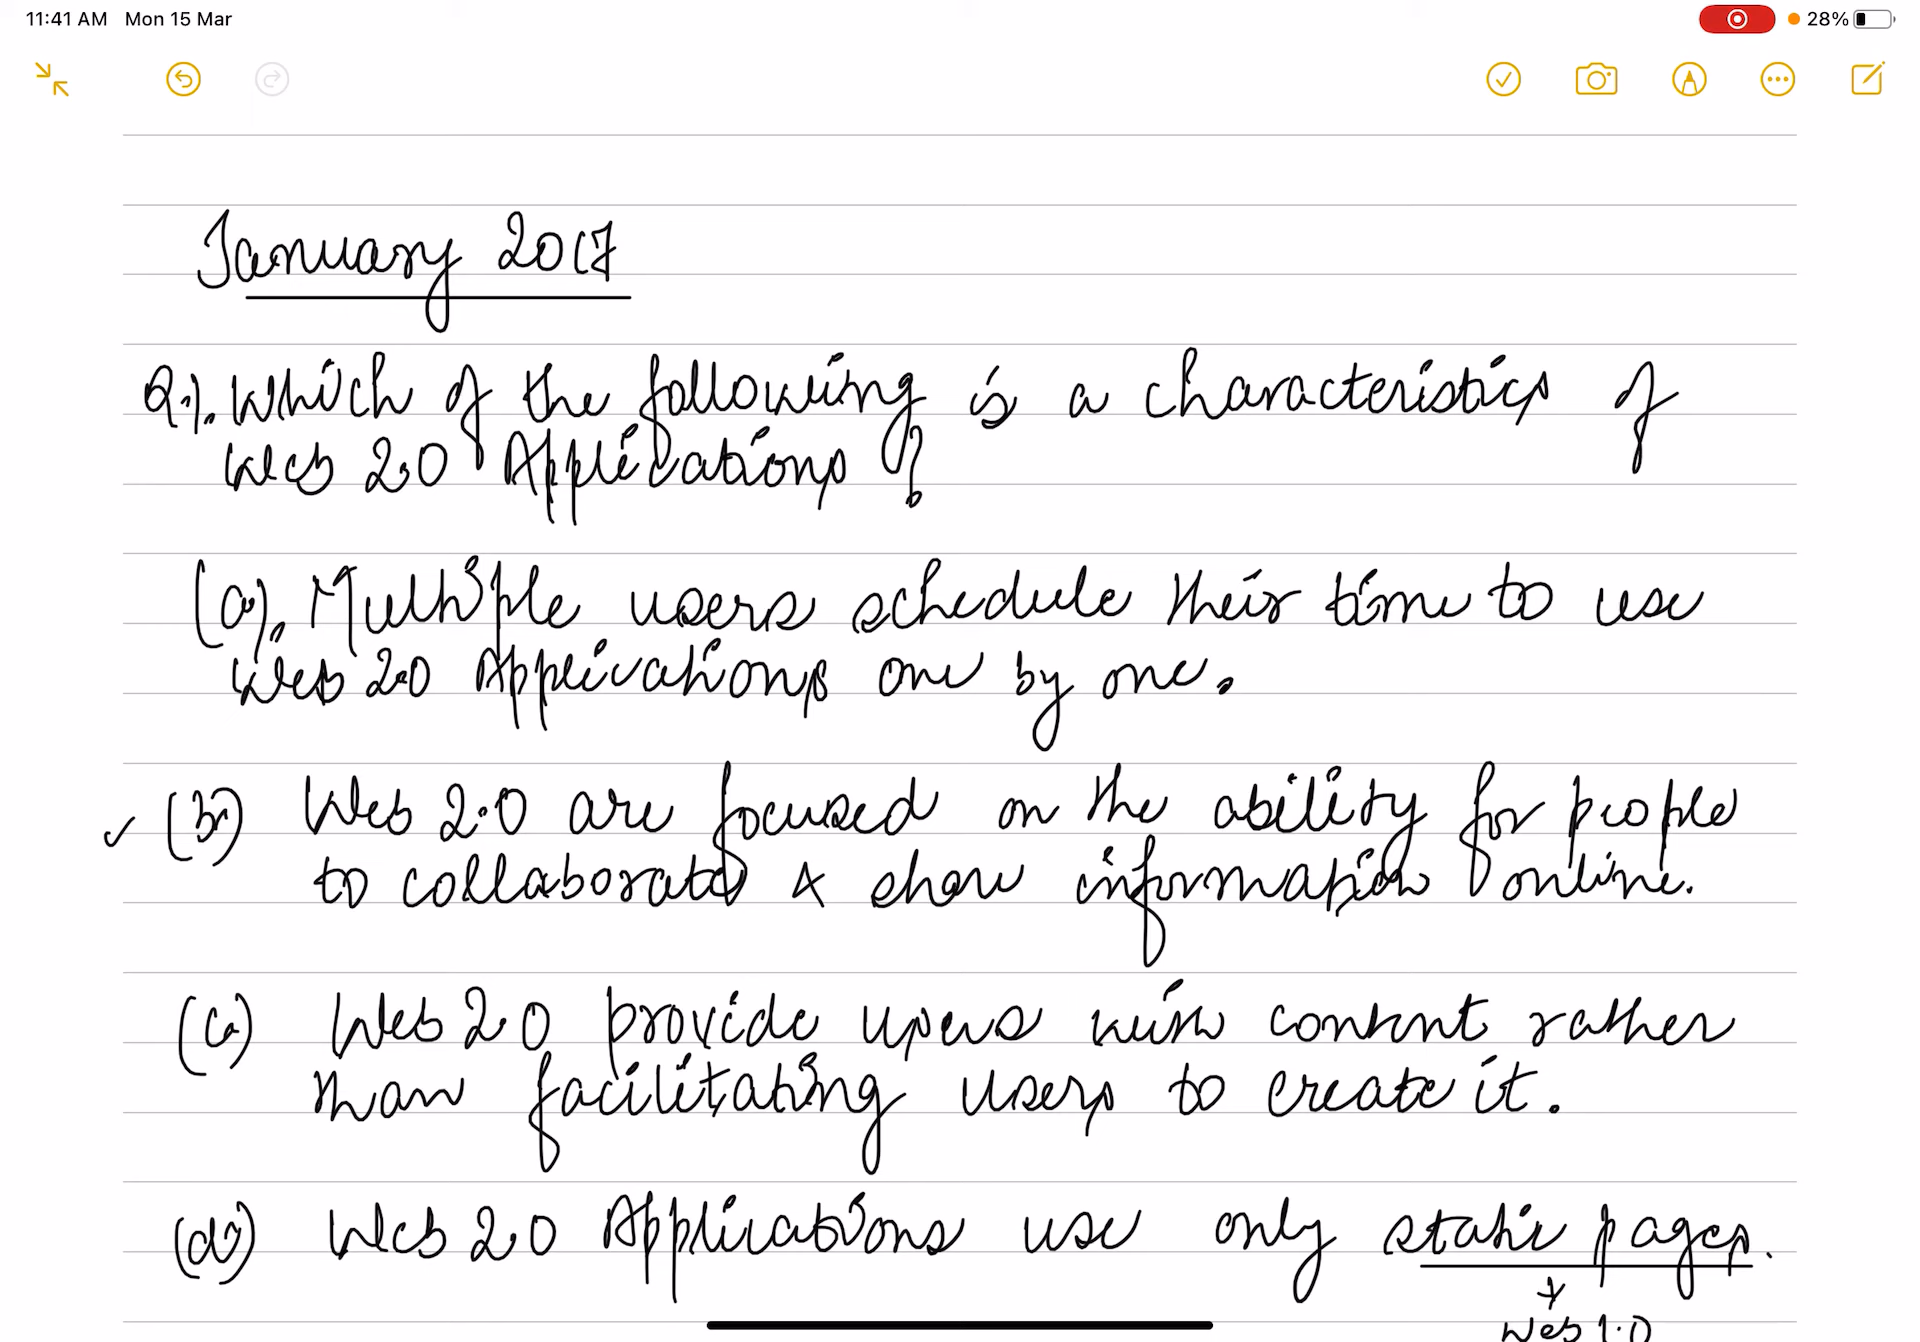 11:41 AM Mon 15 Mar
28%
January 2017
Q1). Which of the following is a characteristics of
Web 2.0 Applications?
(a). Multiple users schedule their time to use
Web 2.0 Applications one by one.
✓ (b) Web 2.0 are focused on the ability for people
to collaborate & share information online.
(c) Web 2.0 provide users with content rather
than facilitating users to create it.
(d) Web 2.0 Applications use only static pages.
Web 1.0